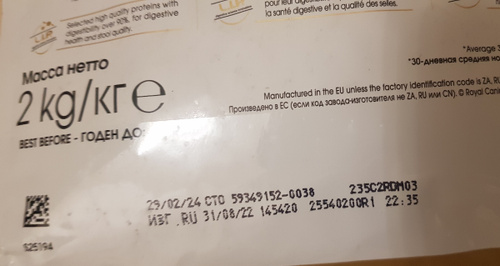 L.I.P.
Selected high quality proteins with
digestibility over 90%, for digestive
health and stool quality.
la santé digestive et la qualité des selles.
Масса нетто
2 kg/кг e
*Average
*30-дневная средняя
Manufactured in the EU unless the factory identification code is ZA, RU
Произведено в ЕС (если код завода-изготовителя не ZA, RU или CN). © Royal Cani
BEST BEFORE - ГОДЕН ДО:
29/02/24 CTO 59349152-0038 235C2RDM03
ИЗГ .RU 31/08/22 145420 25540200R1 22:35
S25194